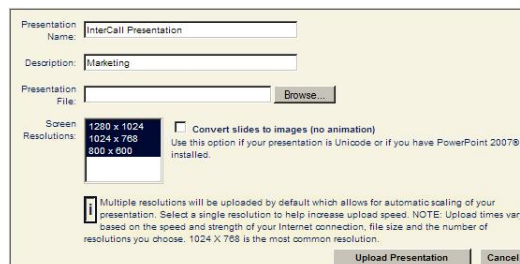 Presentation
Name:
InterCall Presentation
Description:
Marketing
Presentation
File:
Browse...
Screen
Resolutions:
1280 x 1024
1024 x 768
800 x 600
Convert slides to images (no animation)
Use this option if your presentation is Unicode or if you have PowerPoint 2007®
installed.
i
Multiple resolutions will be uploaded by default which allows for automatic scaling of your
presentation. Select a single resolution to help increase upload speed. NOTE: Upload times var
based on the speed and strength of your Internet connection, file size and the number of
resolutions you choose. 1024 X 768 is the most common resolution.
Upload Presentation
Cancel